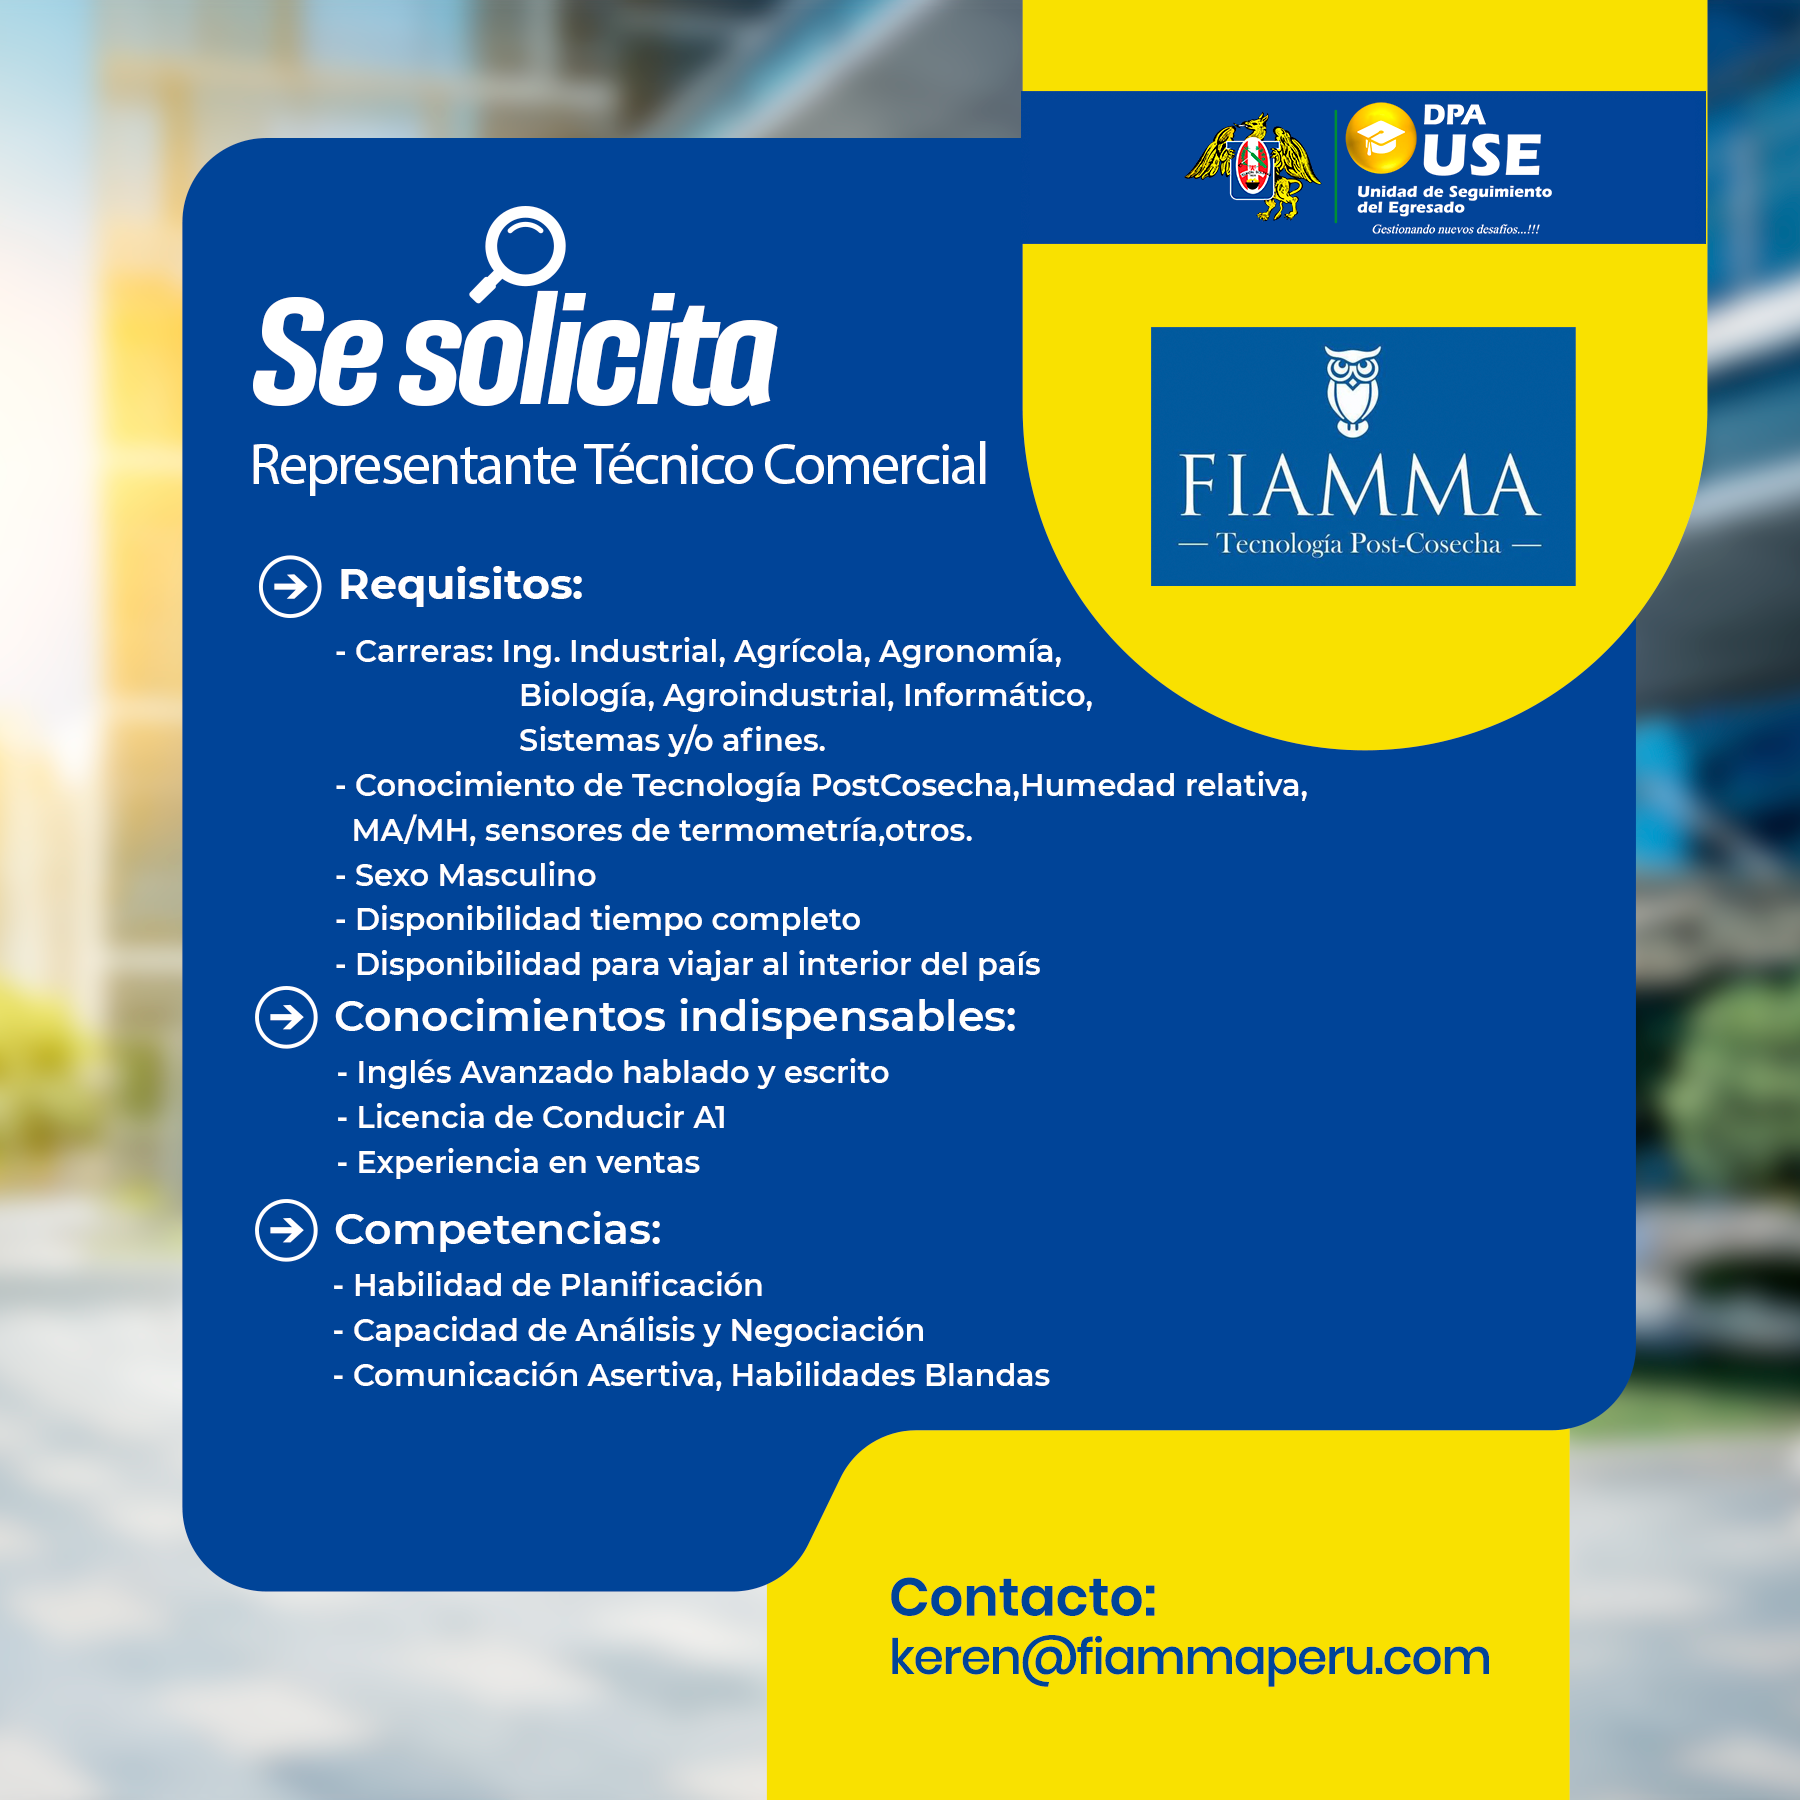 DPA
USE
Unidad de Seguimiento
del Egresado
Gestionando nuevos desafíos...!!!
FIAMMA
— Tecnología Post-Cosecha —
Se solicita
Representante Técnico Comercial
Requisitos:
- Carreras: Ing. Industrial, Agrícola, Agronomía,
Biología, Agroindustrial, Informático,
Sistemas y/o afines.
- Conocimiento de Tecnología PostCosecha,Humedad relativa,
MA/MH, sensores de termometría,otros.
- Sexo Masculino
- Disponibilidad tiempo completo
- Disponibilidad para viajar al interior del país
Conocimientos indispensables:
- Inglés Avanzado hablado y escrito
- Licencia de Conducir A1
- Experiencia en ventas
Competencias:
- Habilidad de Planificación
- Capacidad de Análisis y Negociación
- Comunicación Asertiva, Habilidades Blandas
Contacto:
keren@fiammaperu.com